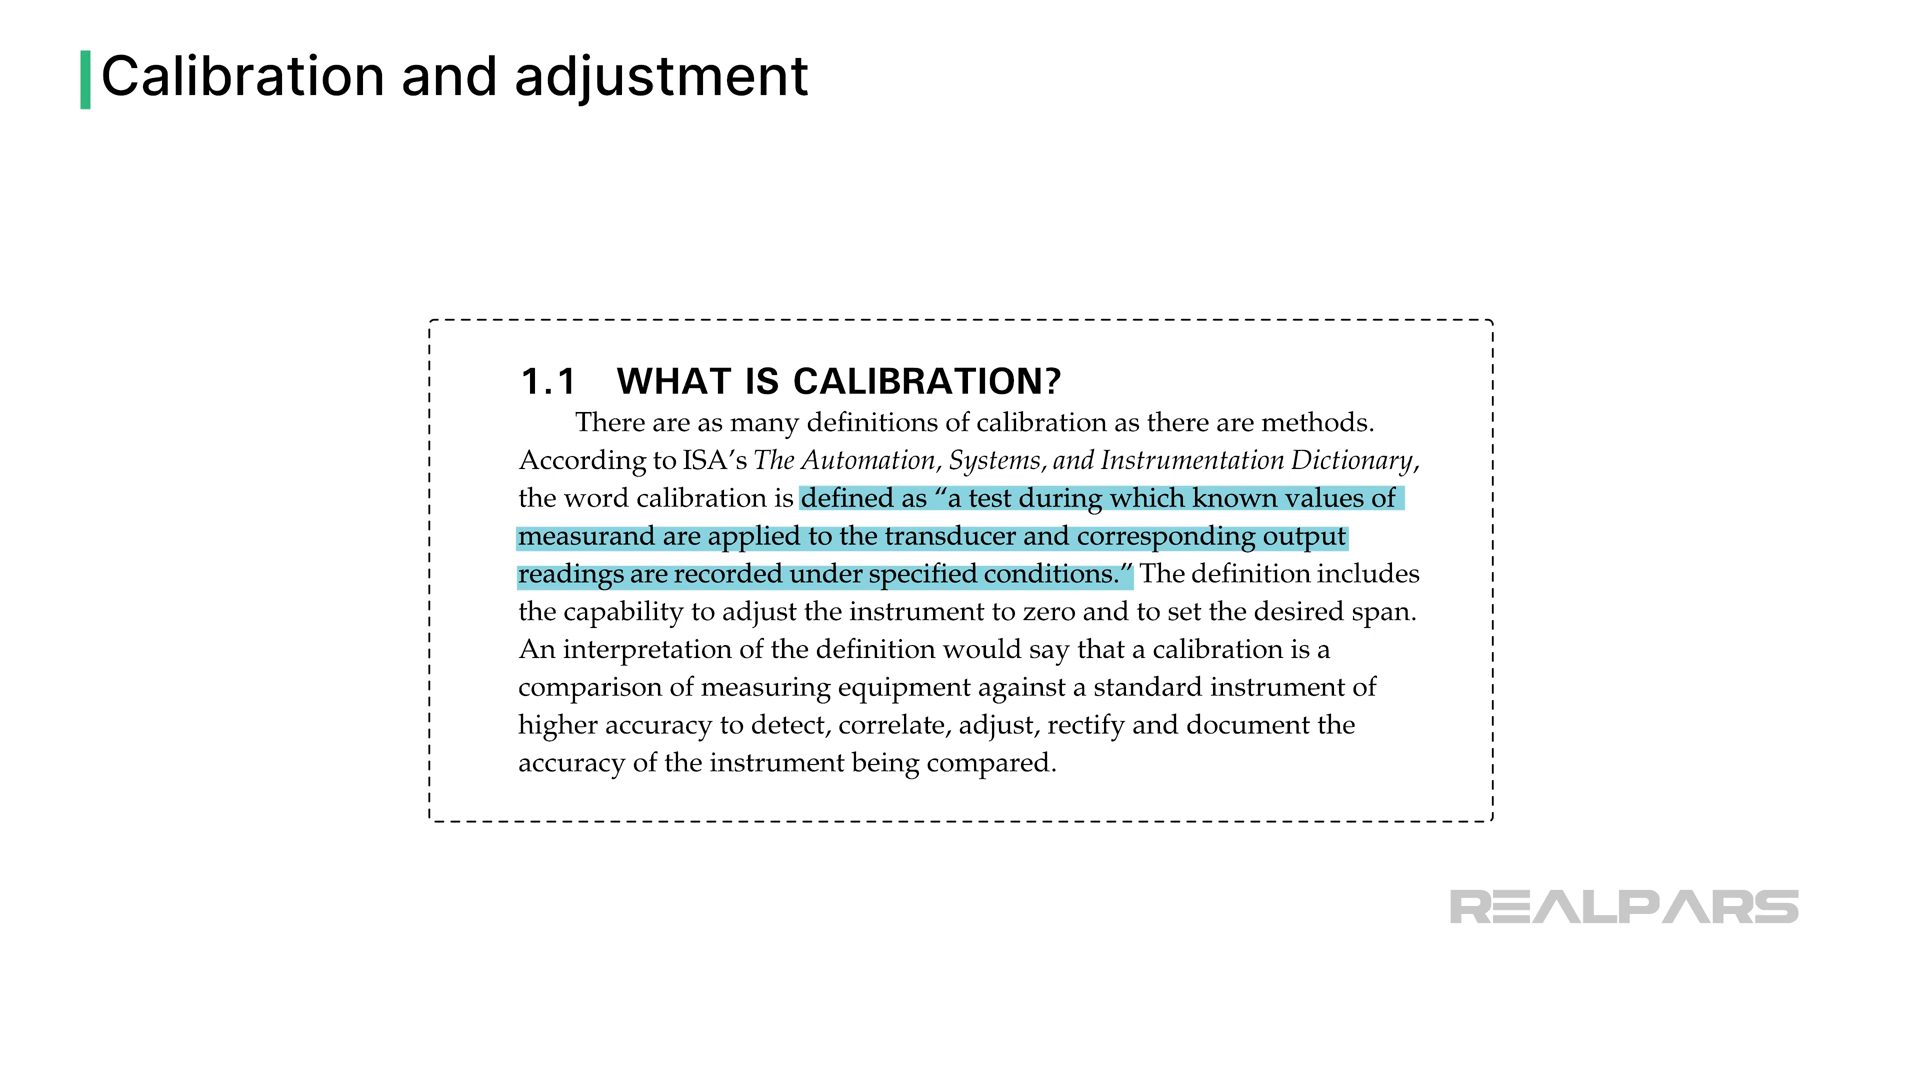 Calibration and adjustment
1.1 WHAT IS CALIBRATION?
There are as many definitions of calibration as there are methods.
According to ISA’s The Automation, Systems, and Instrumentation Dictionary,
the word calibration is defined as “a test during which known values of
measurand are applied to the transducer and corresponding output
readings are recorded under specified conditions.” The definition includes
the capability to adjust the instrument to zero and to set the desired span.
An interpretation of the definition would say that a calibration is a
comparison of measuring equipment against a standard instrument of
higher accuracy to detect, correlate, adjust, rectify and document the
accuracy of the instrument being compared.
REALPARS